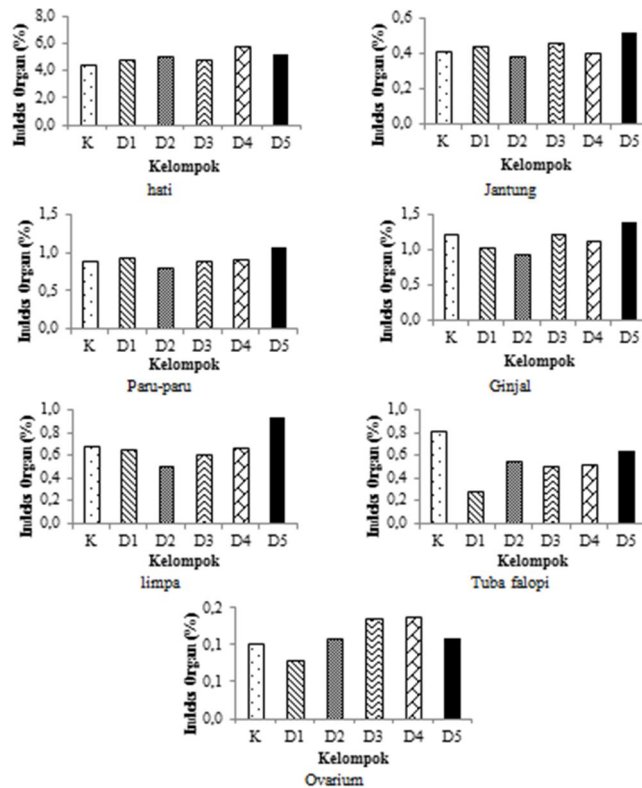 Indeks Organ (%)
8,0
6,0
4,0
2,0
0,0
K D1 D2 D3 D4 D5
Kelompok
hati
Indeks Organ (%)
0,6
0,4
0,2
0,0
K D1 D2 D3 D4 D5
Kelompok
Jantung
Indeks Organ (%)
1,5
1,0
0,5
0,0
K D1 D2 D3 D4 D5
Kelompok
Paru-paru
Indeks Organ (%)
1,5
1,0
0,5
0,0
K D1 D2 D3 D4 D5
Kelompok
Ginjal
Indeks Organ (%)
1,0
0,8
0,6
0,4
0,2
0,0
K D1 D2 D3 D4 D5
Kelompok
limpa
Indeks Organ (%)
1,0
0,8
0,6
0,4
0,2
0,0
K D1 D2 D3 D4 D5
Kelompok
Tuba falopi
Indeks Organ (%)
0,2
0,1
0,1
0,0
K D1 D2 D3 D4 D5
Kelompok
Ovarium